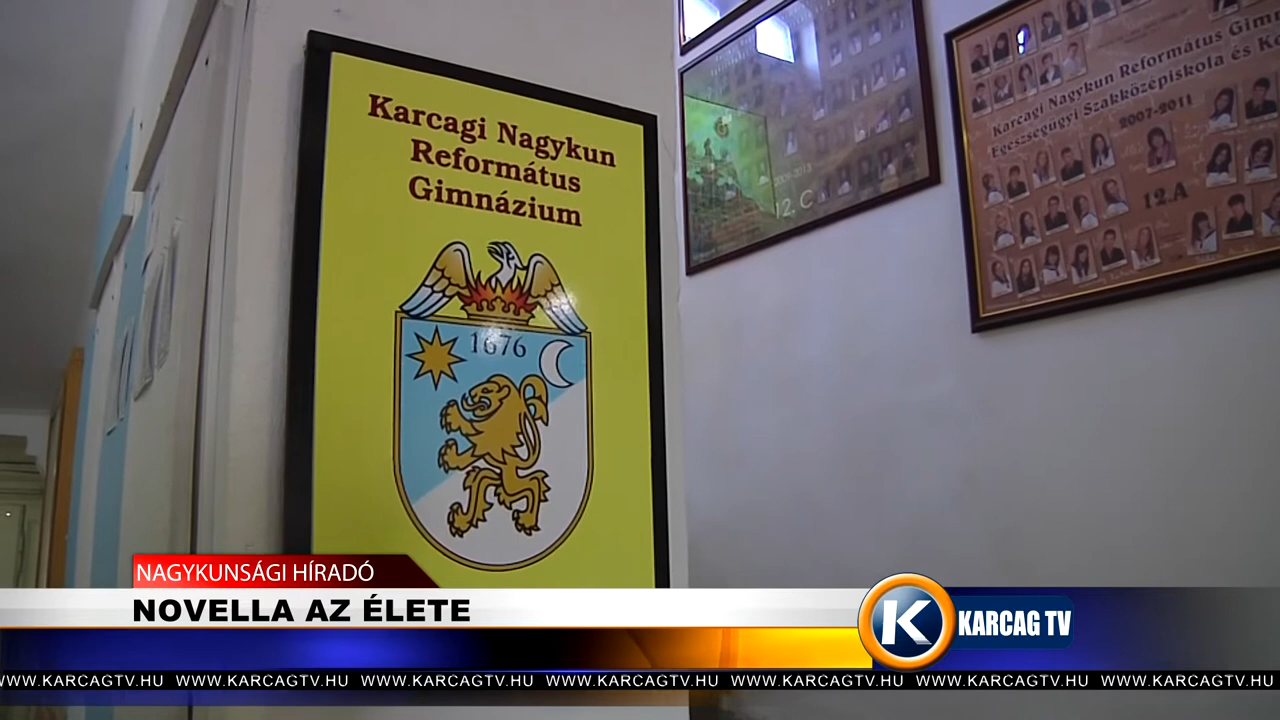 Karcagi Nagykun
Református
Gimnázium
1676
12. C
Karcagi Nagykun Református
Egészségügyi Szakközépiskola és
2007-2011
12.A
NAGYKUNSÁGI HÍRADÓ
NOVELLA AZ ÉLETE
K KARCAG TV
WWW.KARCAGTV.HU WWW.KARCAGTV.HU WWW.KARCAGTV.HU WWW.KARCAGTV.HU WWW.KARCAGTV.HU WWW.KARCAGTV.HU WWW.KARCAGTV.HU